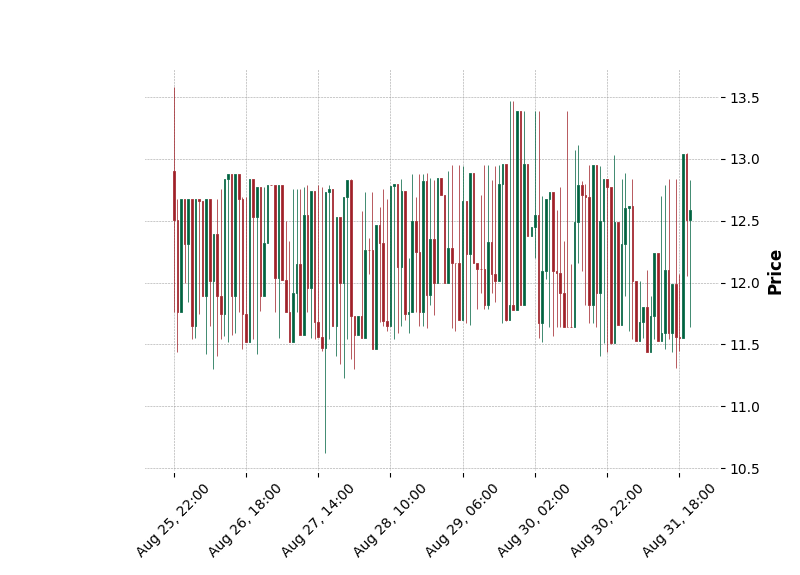 13.5
13.0
12.5
12.0
11.5
11.0
10.5
Price
Aug 25, 22:00
Aug 26, 18:00
Aug 27, 14:00
Aug 28, 10:00
Aug 29, 06:00
Aug 30, 02:00
Aug 30, 22:00
Aug 31, 18:00